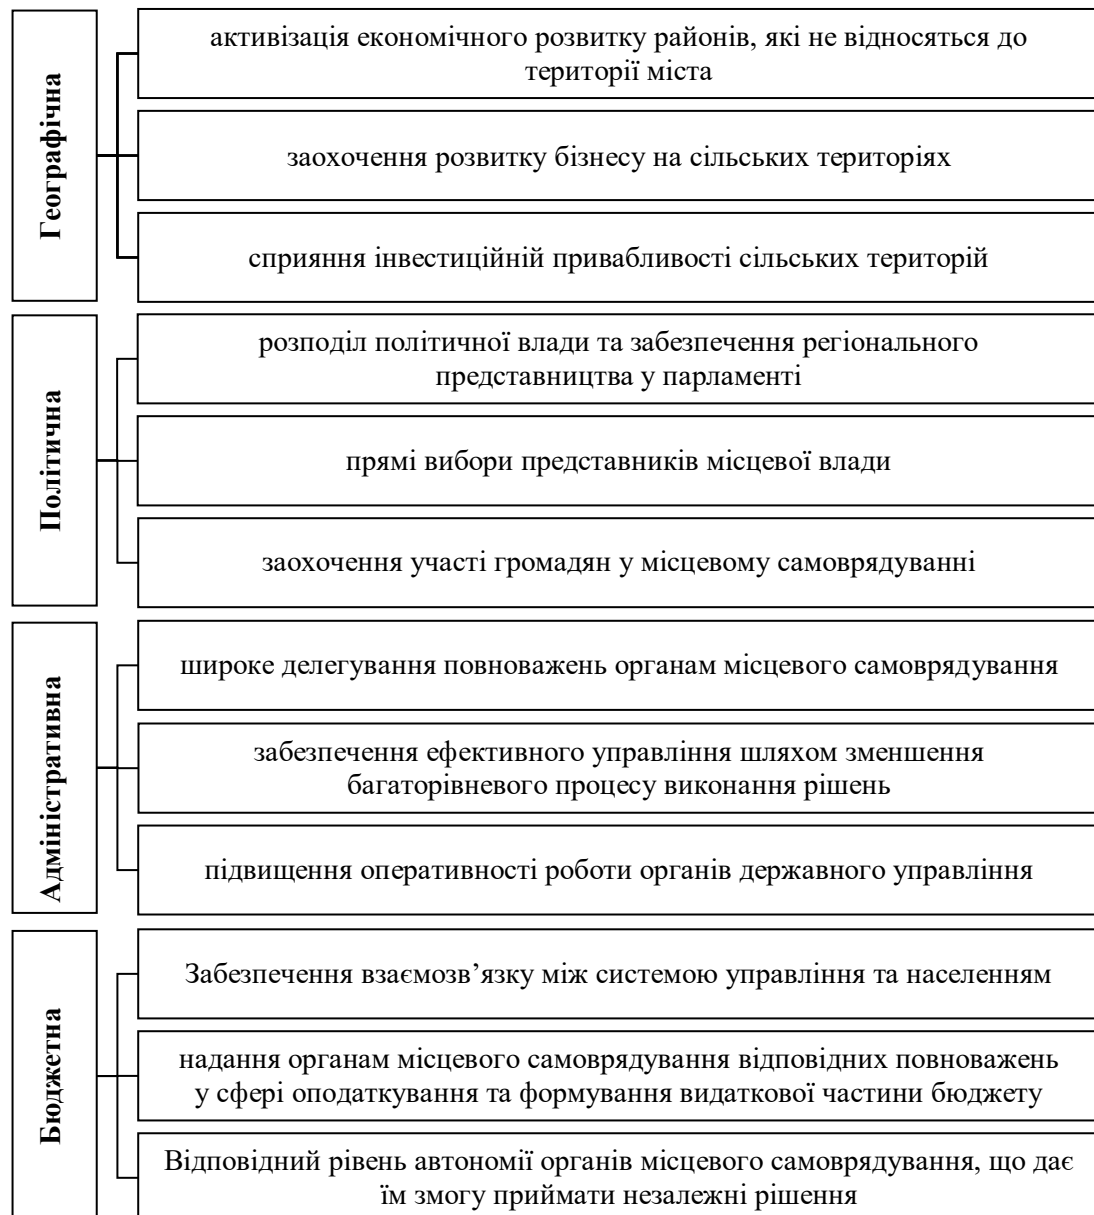 Географічна
активізація економічного розвитку районів, які не відносяться до
території міста
заохочення розвитку бізнесу на сільських територіях
сприяння інвестиційній привабливості сільських територій
Політична
розподіл політичної влади та забезпечення регіонального
представництва у парламенті
прямі вибори представників місцевої влади
заохочення участі громадян у місцевому самоврядуванні
Адміністративна
широке делегування повноважень органам місцевого самоврядування
забезпечення ефективного управління шляхом зменшення
багаторівневого процесу виконання рішень
підвищення оперативності роботи органів державного управління
Бюджетна
Забезпечення взаємозв’язку між системою управління та населенням
надання органам місцевого самоврядування відповідних повноважень
у сфері оподаткування та формування видаткової частини бюджету
Відповідний рівень автономії органів місцевого самоврядування, що дає
їм змогу приймати незалежні рішення